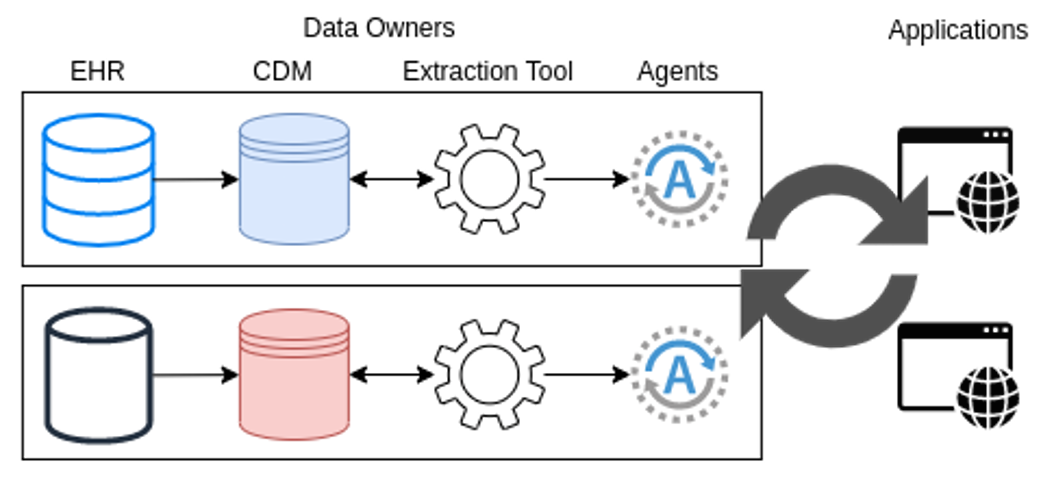 Data Owners
Applications
EHR
CDM
Extraction Tool
Agents
A
A